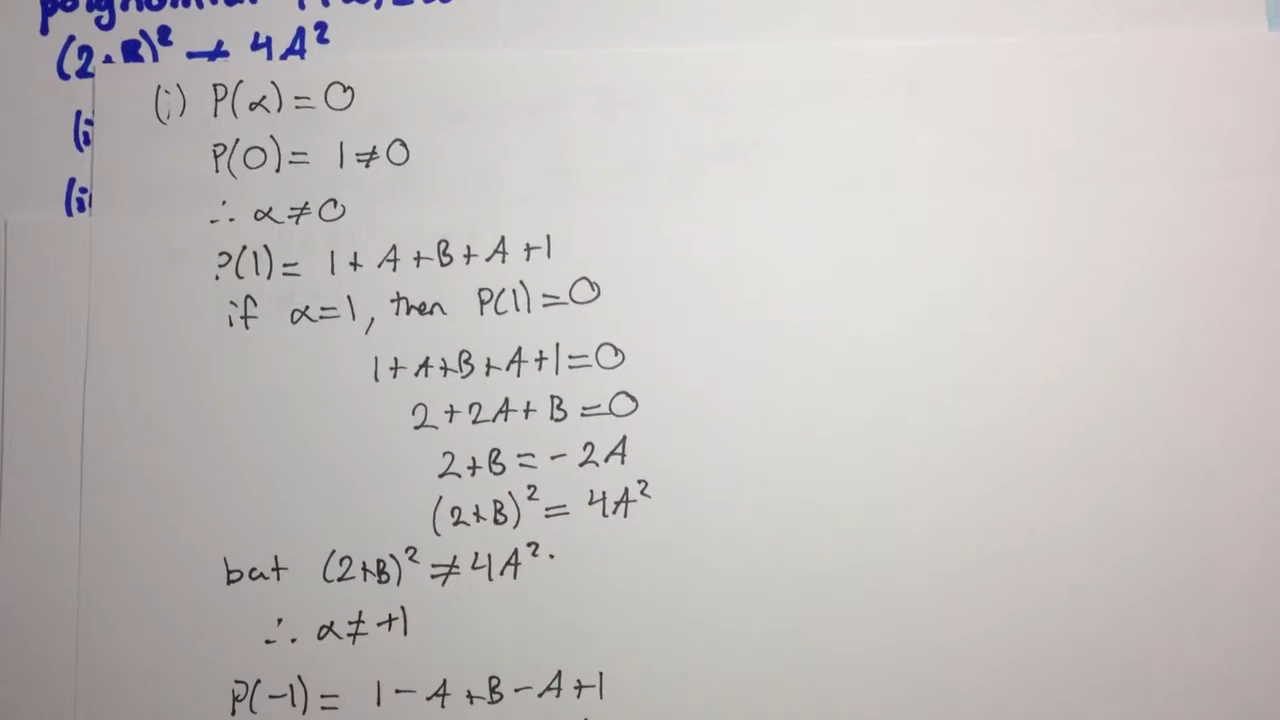 (2+B)² ≠ 4A²
(i) P(α) = 0
P(0) = 1 ≠ 0
∴ α ≠ 0
P(1) = 1 + A + B + A + 1
if α = 1, then P(1) = 0
1 + A + B + A + 1 = 0
2 + 2A + B = 0
2 + B = - 2A
(2+B)² = 4A²
but (2+B)² ≠ 4A².
∴ α ≠ +1
P(-1) = 1 - A + B - A + 1